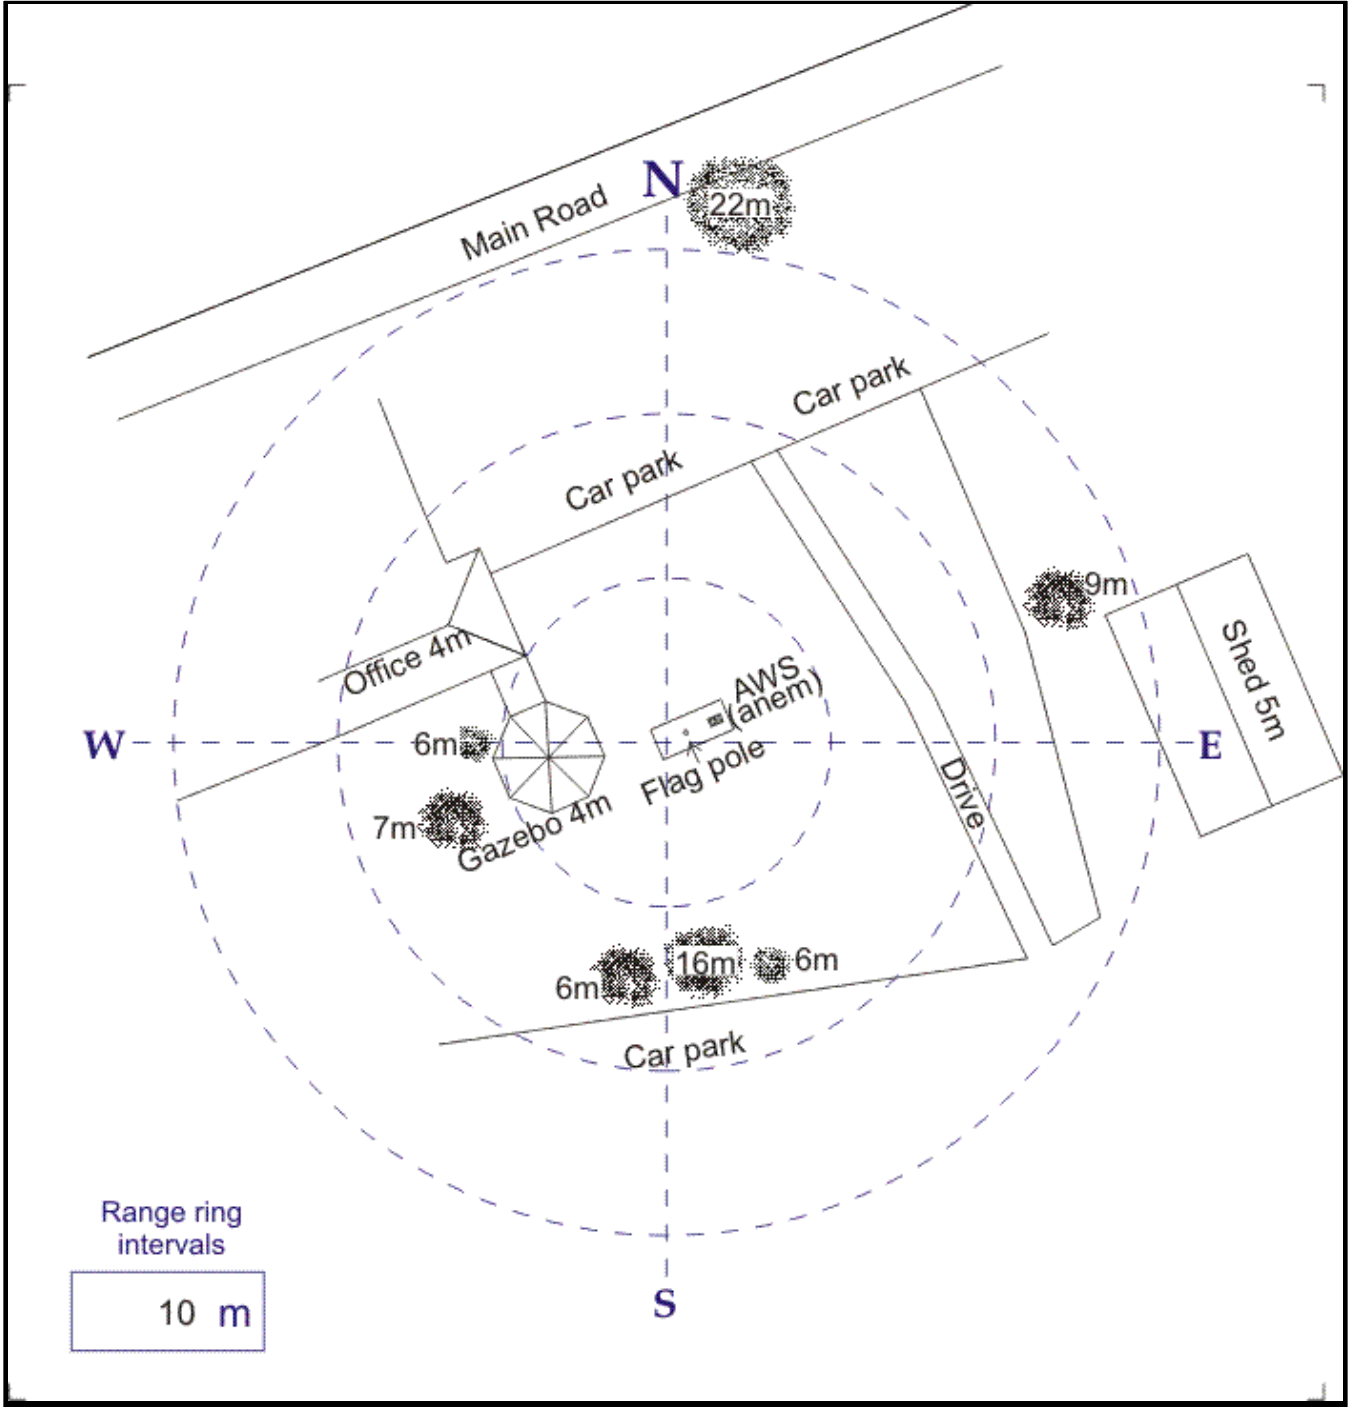 N
22m
Main Road
Car park
Car park
9m
Office 4m
Shed 5m
AWS
(anem)
W
6m
E
Flag pole
Drive
7m
Gazebo 4m
16m
6m
6m
Car park
Range ring
intervals
10 m
S